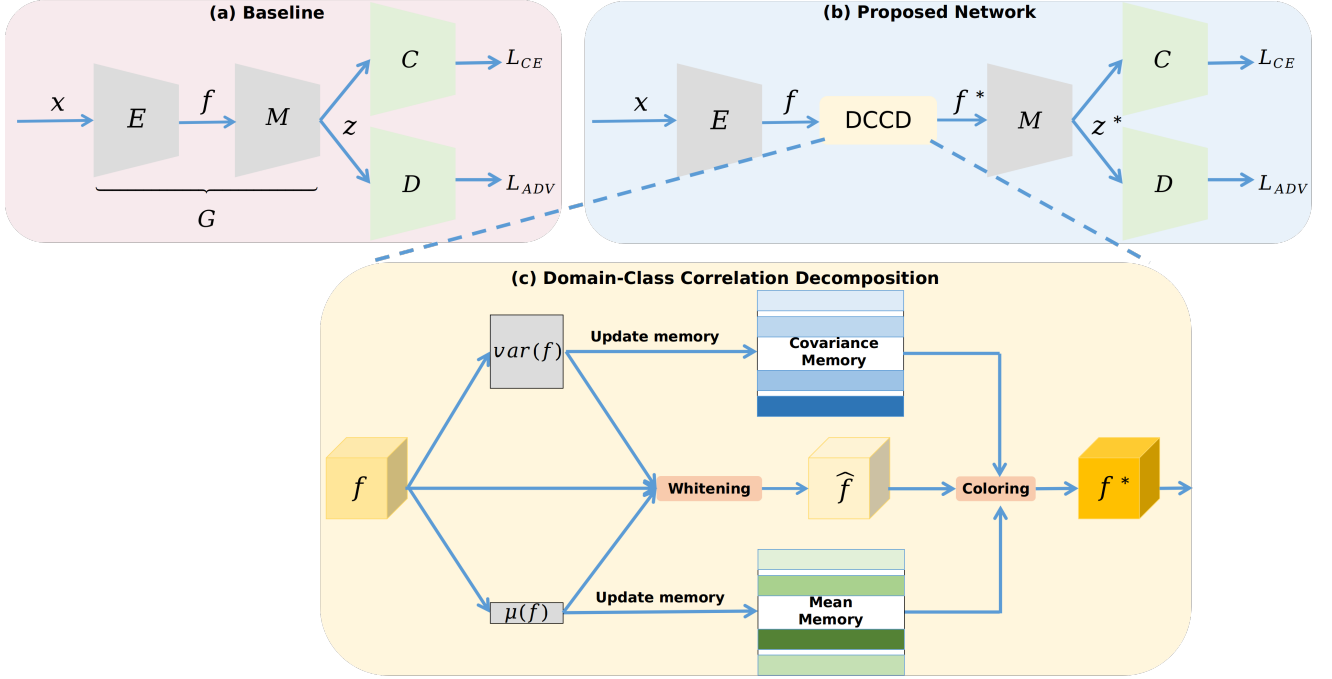 (a) Baseline
x
E
f
M
z
C
D
L_CE
L_ADV
G
(b) Proposed Network
x
E
f
DCCD
f *
M
z *
C
D
L_CE
L_ADV
(c) Domain-Class Correlation Decomposition
f
var(f)
μ(f)
Update memory
Update memory
Covariance
Memory
Mean
Memory
Whitening
f̂
Coloring
f *